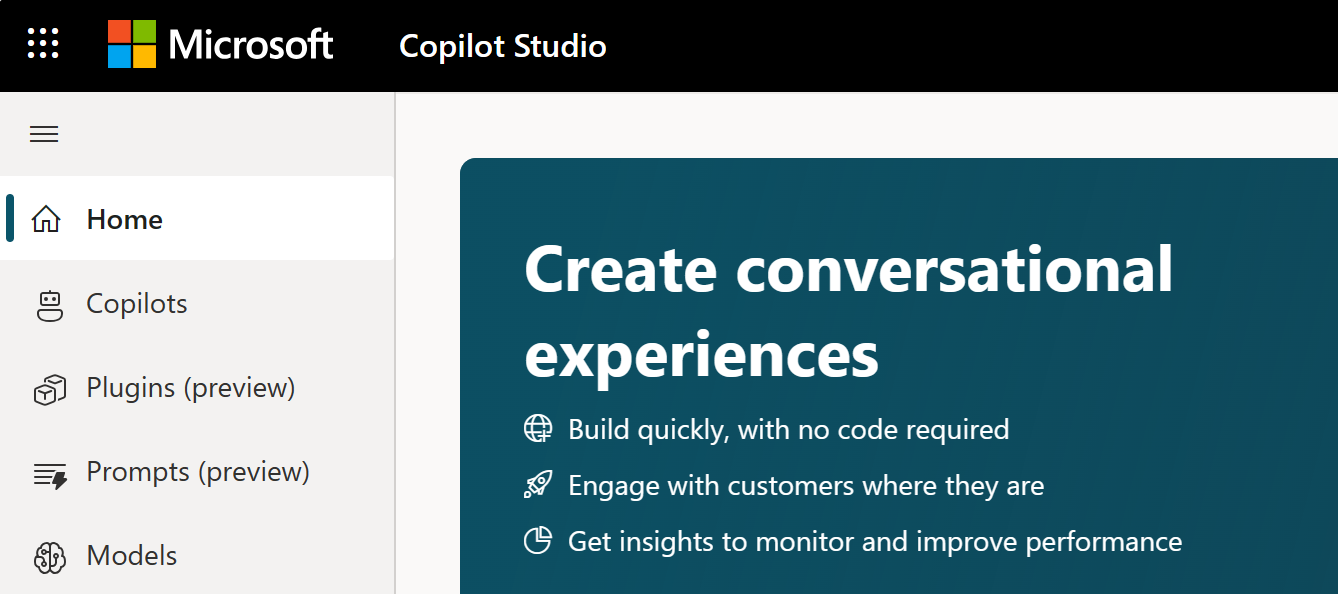 Microsoft Copilot Studio
Home
Copilots
Plugins (preview)
Prompts (preview)
Models
Create conversational
experiences
Build quickly, with no code required
Engage with customers where they are
Get insights to monitor and improve performance